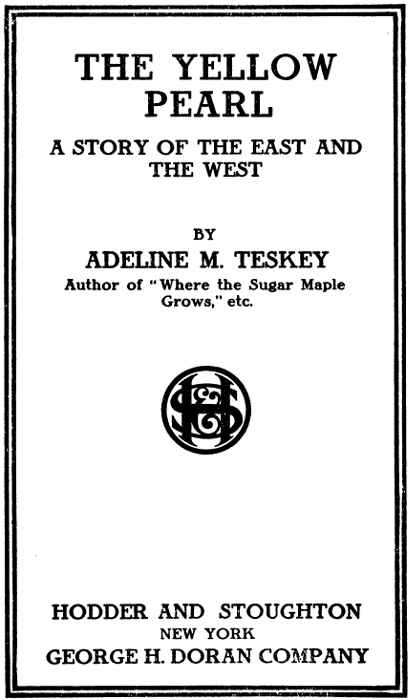 THE YELLOW
PEARL
A STORY OF THE EAST AND
THE WEST
BY
ADELINE M. TESKEY
Author of "Where the Sugar Maple
Grows," etc.
H&S
HODDER AND STOUGHTON
NEW YORK
GEORGE H. DORAN COMPANY